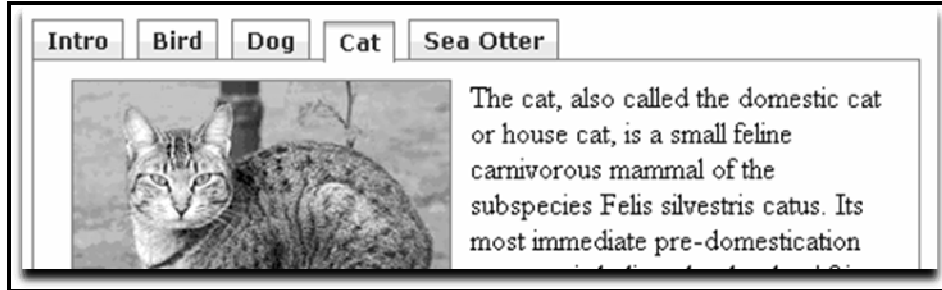 Intro Bird Dog Cat Sea Otter
The cat, also called the domestic cat
or house cat, is a small feline
carnivorous mammal of the
subspecies Felis silvestris catus. Its
most immediate pre-domestication